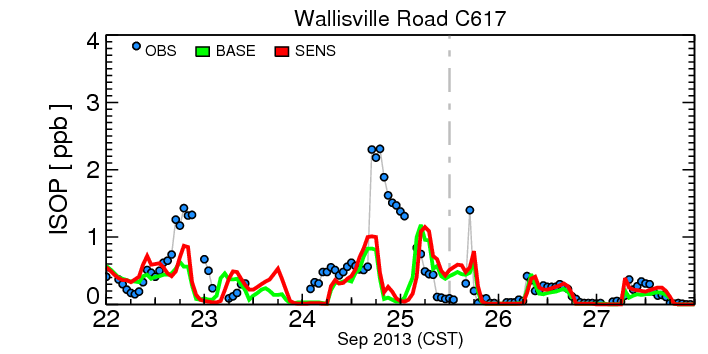 Wallisville Road C617
OBS BASE SENS
ISOP [ ppb ]
4
3
2
1
0
22 23 24 25 26 27
Sep 2013 (CST)